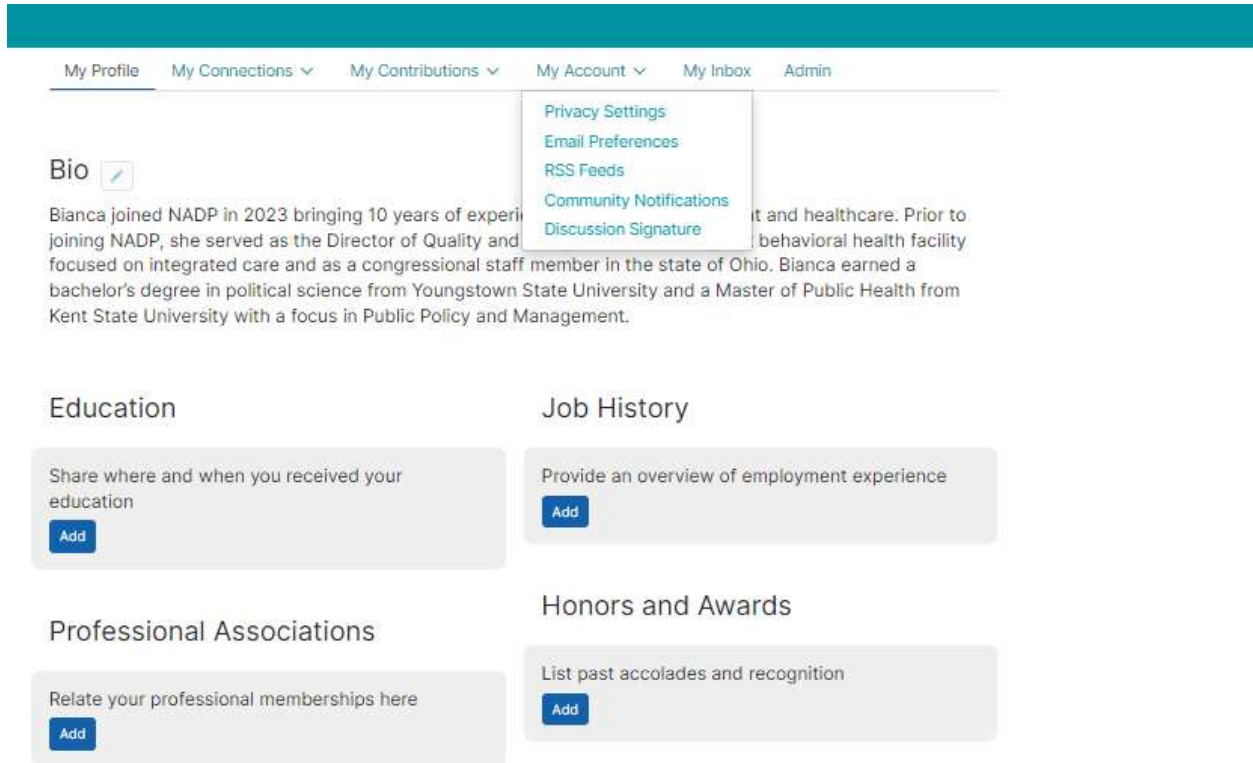 My Profile My Connections My Contributions My Account My Inbox Admin
Privacy Settings
Email Preferences
RSS Feeds
Community Notifications
Discussion Signature
Bio
Bianca joined NADP in 2023 bringing 10 years of t and healthcare. Prior to
joining NADP, she served as the Director of Quality and behavioral health facility
focused on integrated care and as a congressional staff member in the state of Ohio. Bianca earned a
bachelor's degree in political science from Youngstown State University and a Master of Public Health from
Kent State University with a focus in Public Policy and Management.
Education
Share where and when you received your
education
Add
Job History
Provide an overview of employment experience
Add
Professional Associations
Relate your professional memberships here
Add
Honors and Awards
List past accolades and recognition
Add